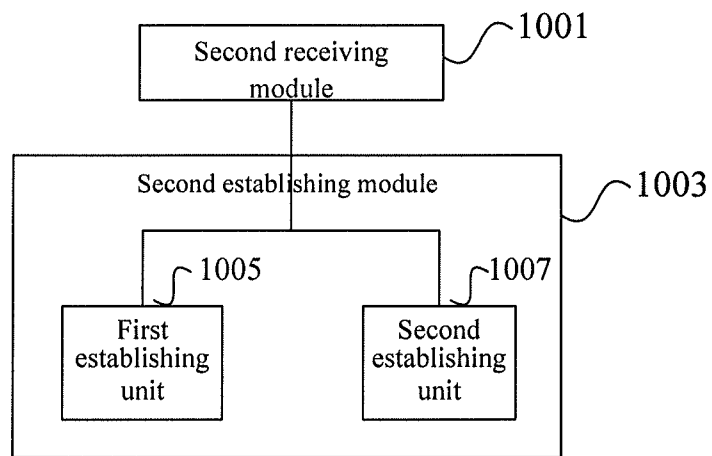 1001
Second receiving
module
Second establishing module
1003
1005
1007
First
establishing
unit
Second
establishing
unit